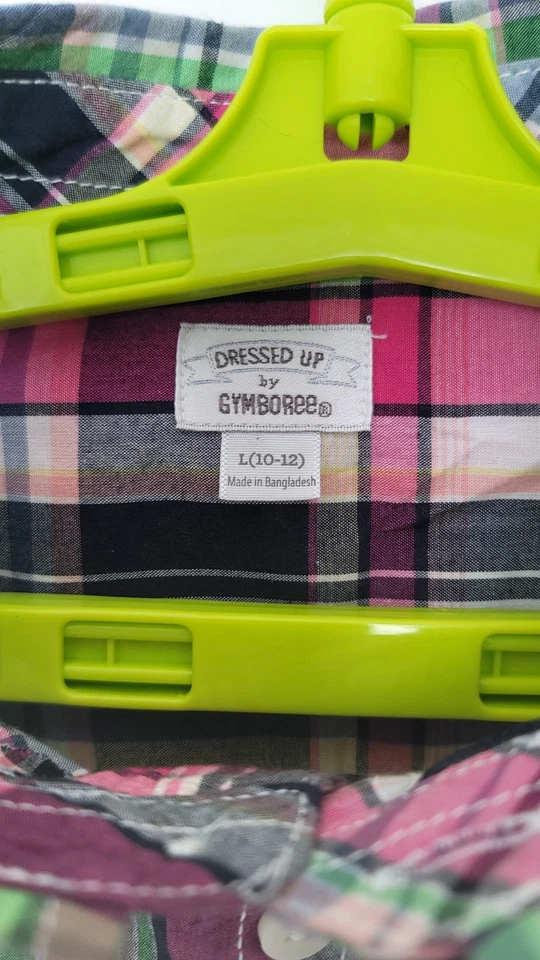 DRESSED UP
by
GYMBOREE®
L(10-12)
Made in Bangladesh